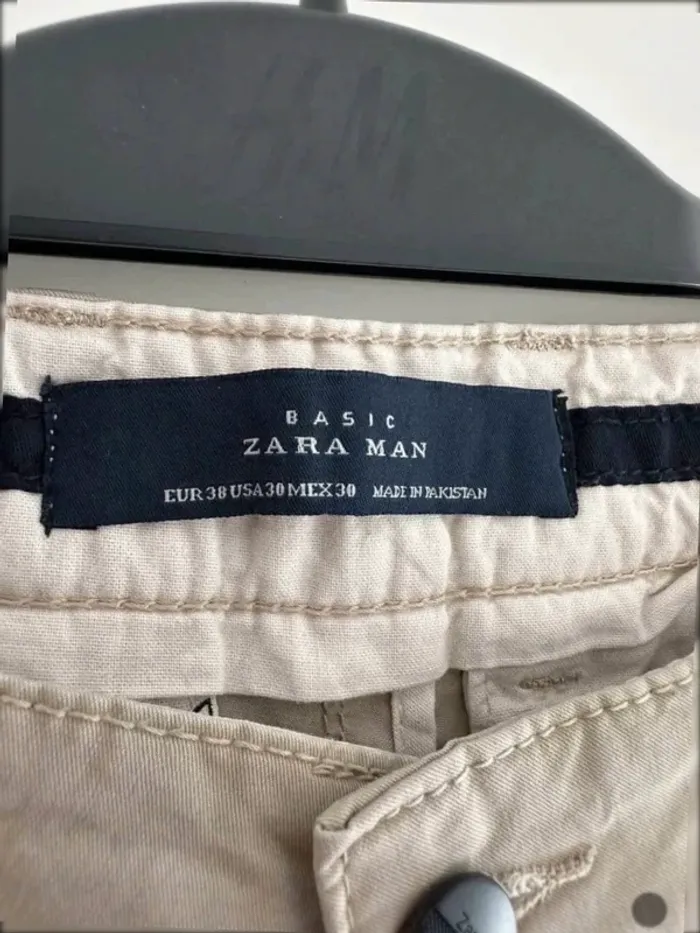 BASIC
ZARA MAN
EUR 38 USA 30 MEX 30 MADE IN PAKISTAN